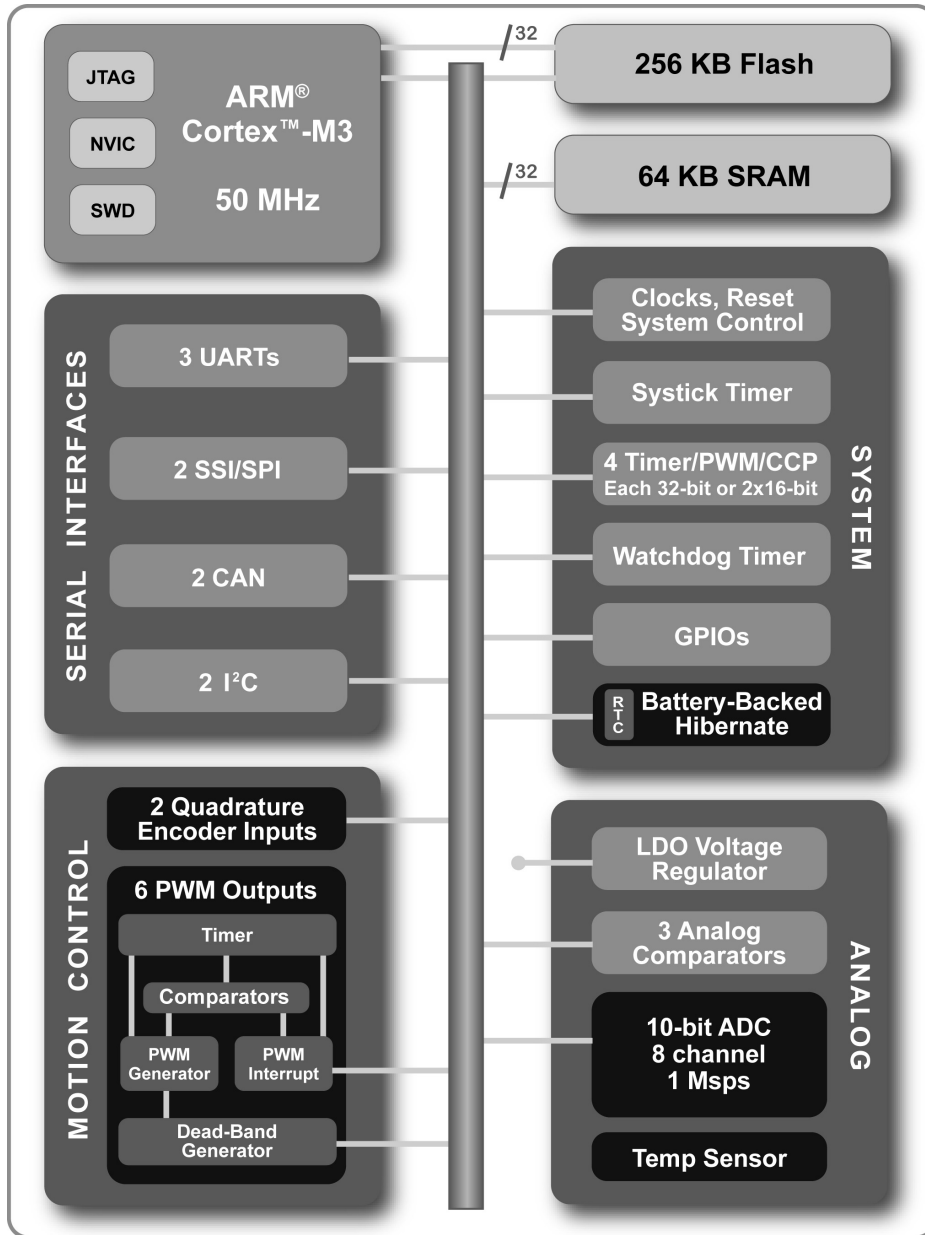 JTAG
NVIC
SWD
ARM®
Cortex™-M3
50 MHz
32
256 KB Flash
32
64 KB SRAM
SERIAL INTERFACES
3 UARTs
2 SSI/SPI
2 CAN
2 I²C
SYSTEM
Clocks, Reset
System Control
Systick Timer
4 Timer/PWM/CCP
Each 32-bit or 2x16-bit
Watchdog Timer
GPIOs
RTC
Battery-Backed
Hibernate
MOTION CONTROL
2 Quadrature
Encoder Inputs
6 PWM Outputs
Timer
Comparators
PWM
Generator
PWM
Interrupt
Dead-Band
Generator
ANALOG
LDO Voltage
Regulator
3 Analog
Comparators
10-bit ADC
8 channel
1 Msps
Temp Sensor